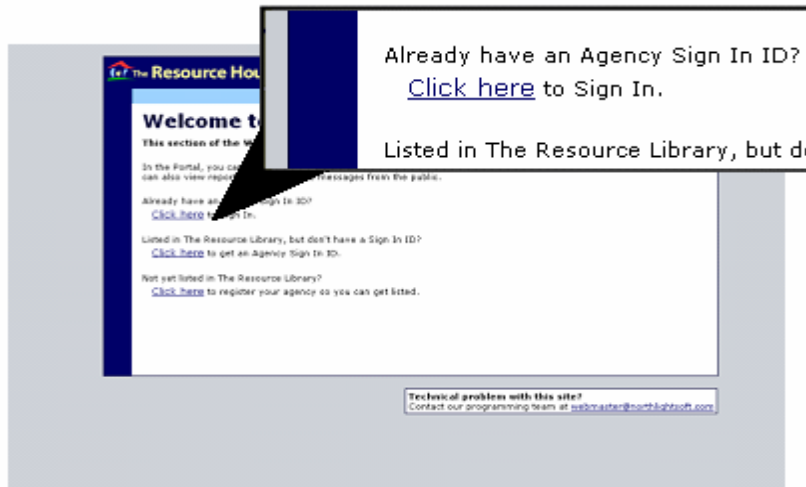 The Resource Hou
Welcome t
This section of the W
In the Portal, you ca
can also view repor messages from the public.
Already have an Sign In ID?
Click here to Sign In.
Listed in The Resource Library, but don't have a Sign In ID?
Click here to get an Agency Sign In ID.
Not yet listed in The Resource Library?
Click here to register your agency so you can get listed.
Technical problem with this site?
Contact our programming team at webmaster@northlightsoft.com
Already have an Agency Sign In ID?
Click here to Sign In.
Listed in The Resource Library, but d